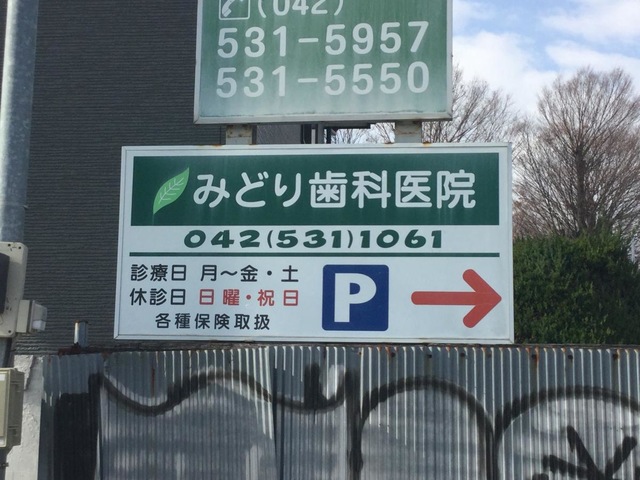 (042)
531-5957
531-5550
みどり歯科医院
042(531)1061
診療日 月～金・土
休診日 日曜・祝日
各種保険取扱
P